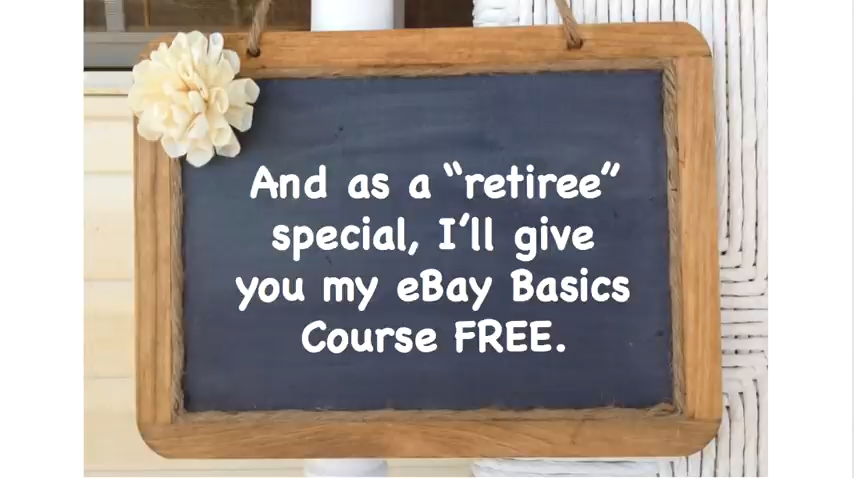 And as a “retiree”
special, I’ll give
you my eBay Basics
Course FREE.